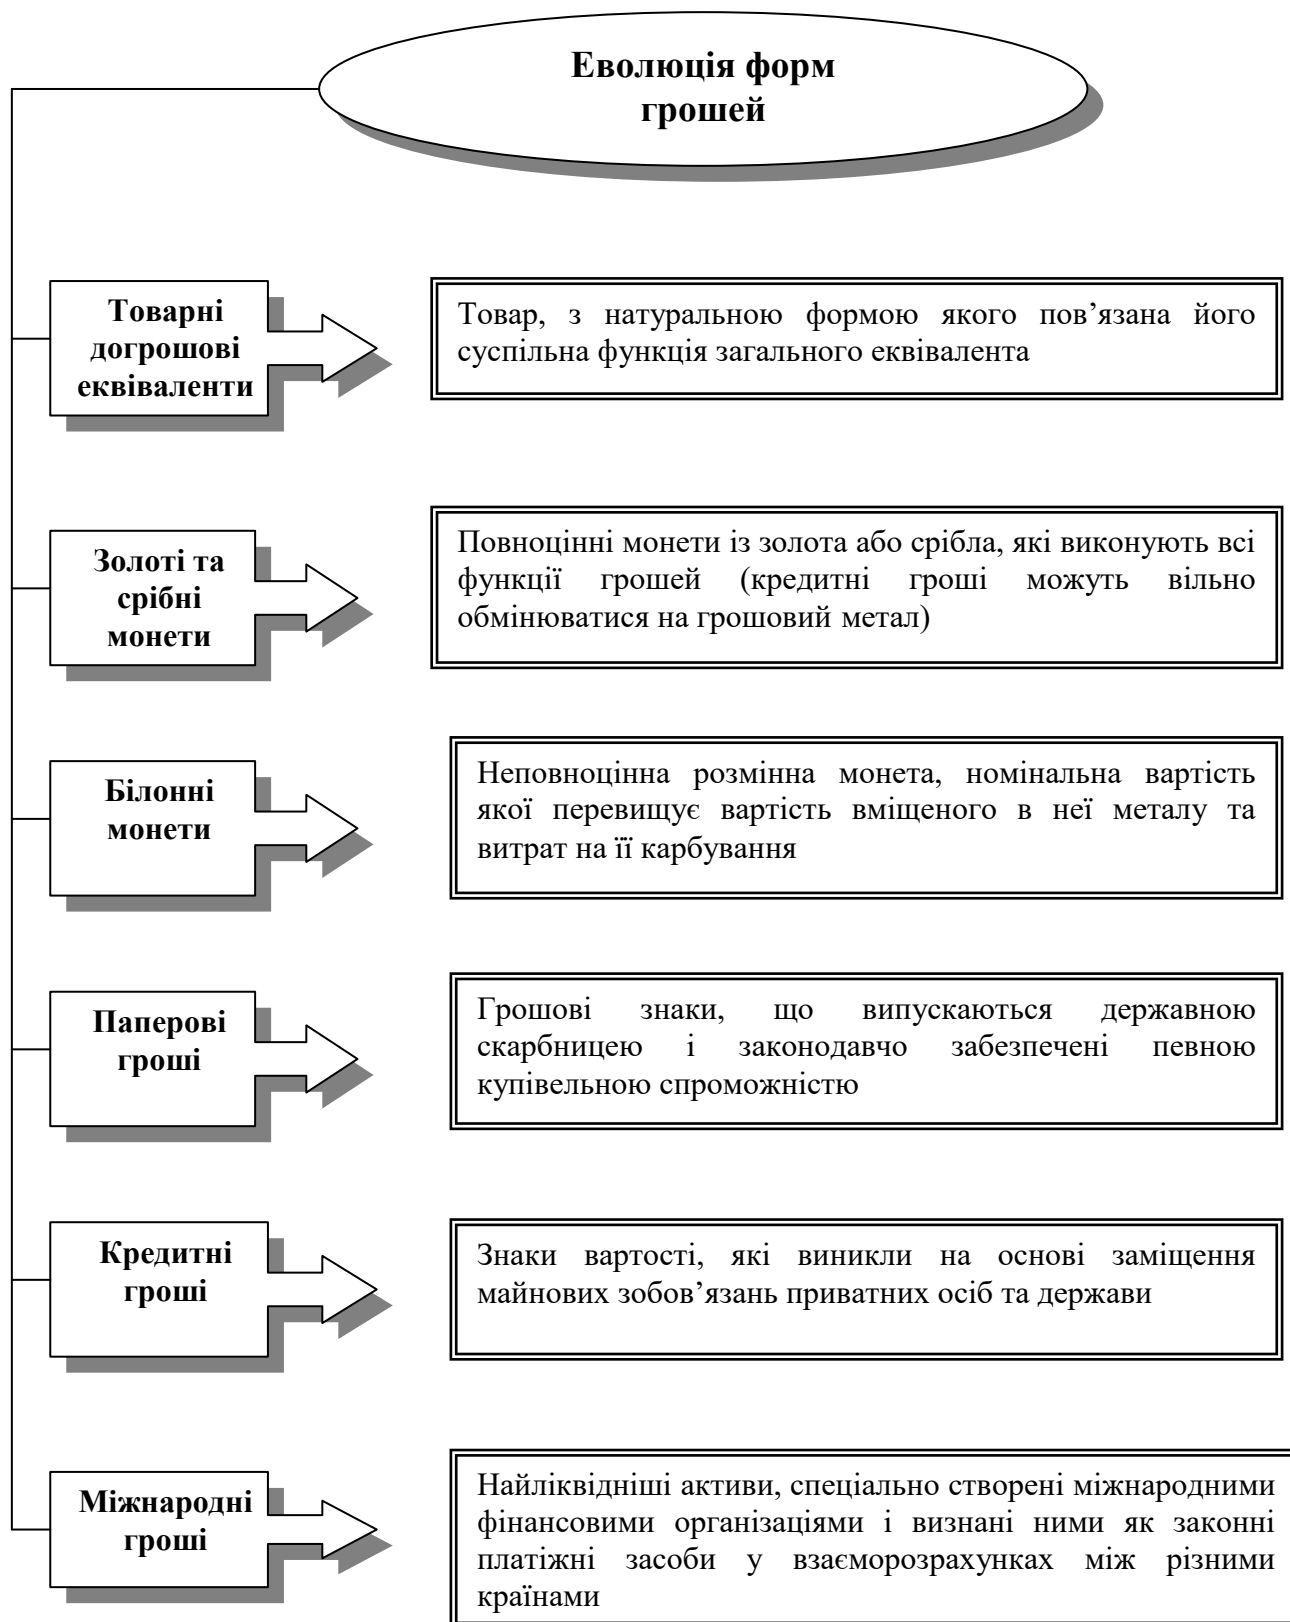 Еволюція форм
грошей
Товарні
догрошові
еквіваленти
Товар, з натуральною формою якого пов’язана його
суспільна функція загального еквівалента
Золоті та
срібні
монети
Повноцінні монети із золота або срібла, які виконують всі
функції грошей (кредитні гроші можуть вільно
обмінюватися на грошовий метал)
Білонні
монети
Неповноцінна розмінна монета, номінальна вартість
якої перевищує вартість вміщеного в неї металу та
витрат на її карбування
Паперові
гроші
Грошові знаки, що випускаються державною
скарбницею і законодавчо забезпечені певною
купівельною спроможністю
Кредитні
гроші
Знаки вартості, які виникли на основі заміщення
майнових зобов’язань приватних осіб та держави
Міжнародні
гроші
Найліквідніші активи, спеціально створені міжнародними
фінансовими організаціями і визнані ними як законні
платіжні засоби у взаєморозрахунках між різними
країнами